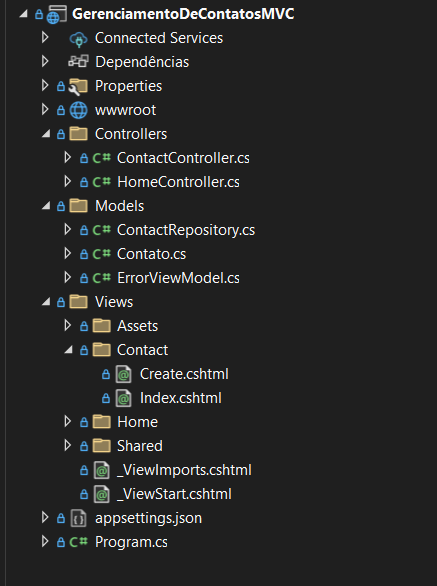 GerenciamentoDeContatosMVC
Connected Services
Dependências
Properties
wwwroot
Controllers
C# ContactController.cs
C# HomeController.cs
Models
C# ContactRepository.cs
C# Contato.cs
C# ErrorViewModel.cs
Views
Assets
Contact
@ Create.cshtml
@ Index.cshtml
Home
Shared
@ _ViewImports.cshtml
@ _ViewStart.cshtml
appsettings.json
C# Program.cs